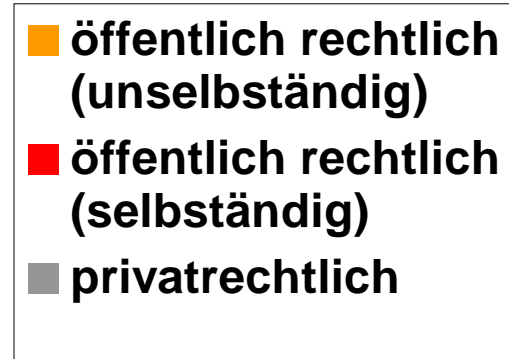 öffentlich rechtlich
(unselbständig)
öffentlich rechtlich
(selbständig)
privatrechtlich